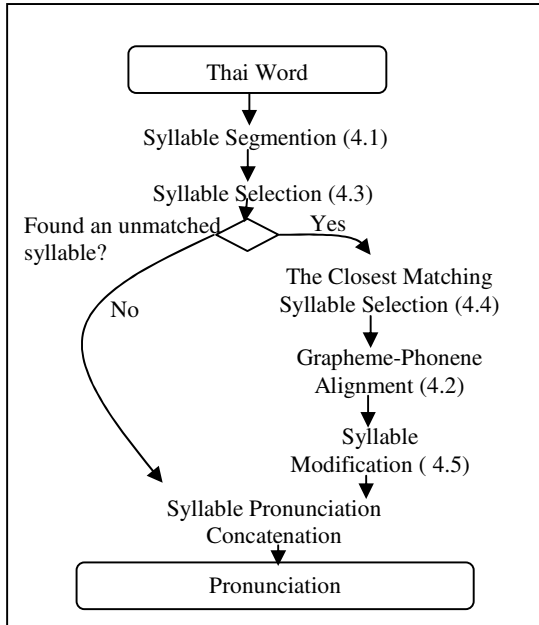 Thai Word
Syllable Segmention (4.1)
Syllable Selection (4.3)
Found an unmatched
syllable?
Yes
No
The Closest Matching
Syllable Selection (4.4)
Grapheme-Phonene
Alignment (4.2)
Syllable
Modification ( 4.5)
Syllable Pronunciation
Concatenation
Pronunciation